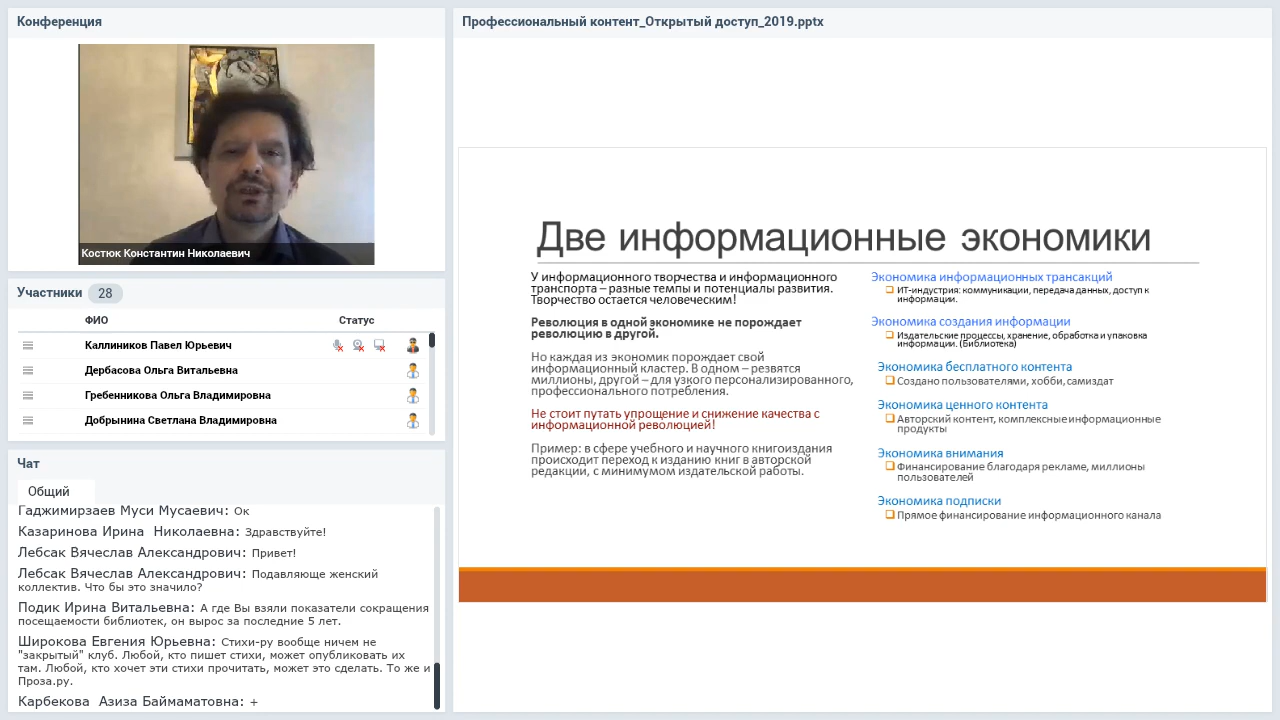 Конференция
Костюк Константин Николаевич
Участники 28
ФИО Статус
Каллиников Павел Юрьевич
Дербасова Ольга Витальевна
Гребенникова Ольга Владимировна
Добрынина Светлана Владимировна
Чат
Общий
Гаджимирзаев Муси Мусаевич: Ок
Казаринова Ирина Николаевна: Здравствуйте!
Лебсак Вячеслав Александрович: Привет!
Лебсак Вячеслав Александрович: Подавляюще женский
коллектив. Что бы это значило?
Подик Ирина Витальевна: А где Вы взяли показатели сокращения
посещаемости библиотек, он вырос за последние 5 лет.
Широкова Евгения Юрьевна: Стихи-ру вообще ничем не
"закрытый" клуб. Любой, кто пишет стихи, может опубликовать их
там. Любой, кто хочет эти стихи прочитать, может это сделать. То же и
Проза.ру.
Карбекова Азиза Баймаматовна: +
Профессиональный контент_Открытый доступ_2019.pptx
Две информационные экономики
У информационного творчества и информационного
транспорта – разные темпы и потенциалы развития.
Творчество остается человеческим!
Революция в одной экономике не порождает
революцию в другой.
Но каждая из экономик порождает свой
информационный кластер. В одном – резвятся
миллионы, другой – для узкого персонализированного,
профессионального потребления.
Не стоит путать упрощение и снижение качества с
информационной революцией!
Пример: в сфере учебного и научного книгоиздания
происходит переход к изданию книг в авторской
редакции, с минимумом издательской работы.
Экономика информационных трансакций
ИТ-индустрия: коммуникации, передача данных, доступ к
информации.
Экономика создания информации
Издательские процессы, хранение, обработка и упаковка
информации. (Библиотека)
Экономика бесплатного контента
Создано пользователями, хобби, самиздат
Экономика ценного контента
Авторский контент, комплексные информационные
продукты
Экономика внимания
Финансирование благодаря рекламе, миллионы
пользователей
Экономика подписки
Прямое финансирование информационного канала